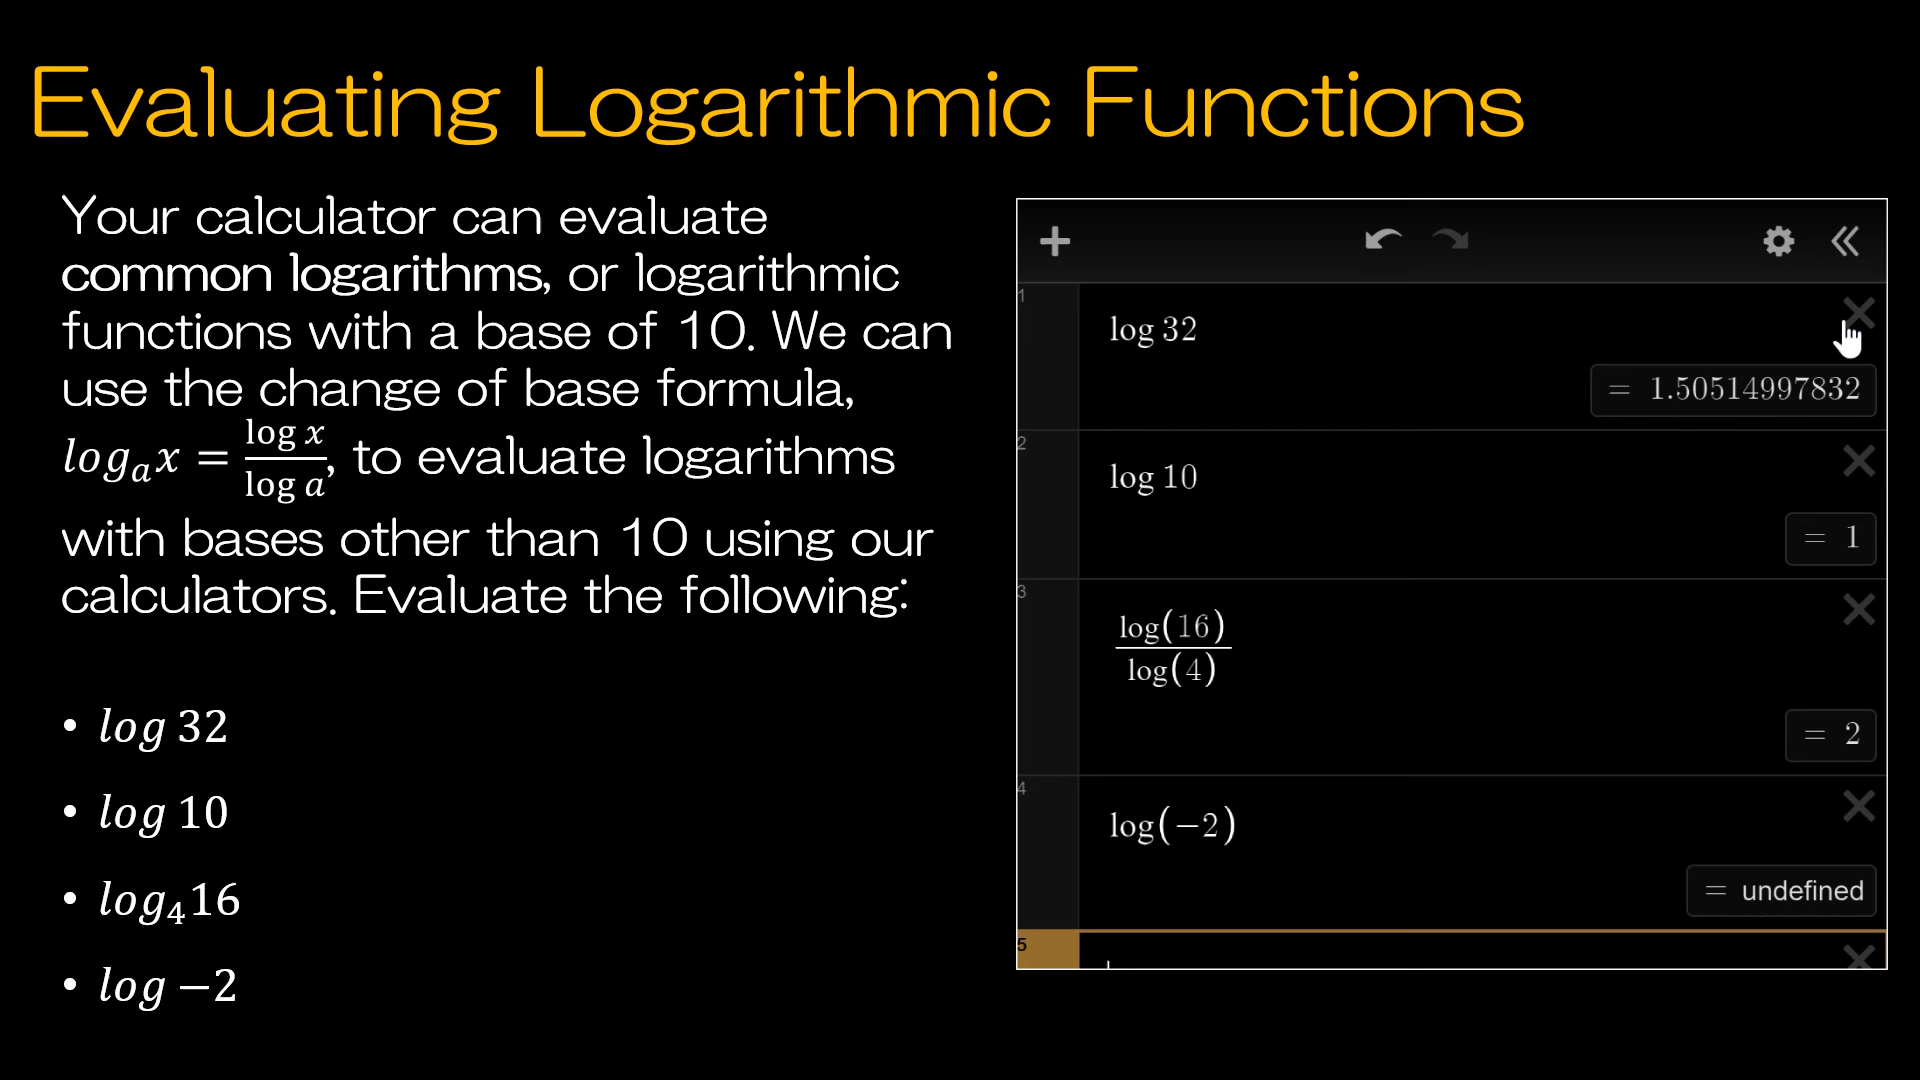 Evaluating Logarithmic Functions
Your calculator can evaluate
common logarithms, or logarithmic
functions with a base of 10. We can
use the change of base formula,
logₐx = log x / log a, to evaluate logarithms
with bases other than 10 using our
calculators. Evaluate the following:
• log 32
• log 10
• log₄16
• log −2
1
log 32
= 1.50514997832
2
log 10
= 1
3
log(16)
log(4)
= 2
4
log(−2)
= undefined
5